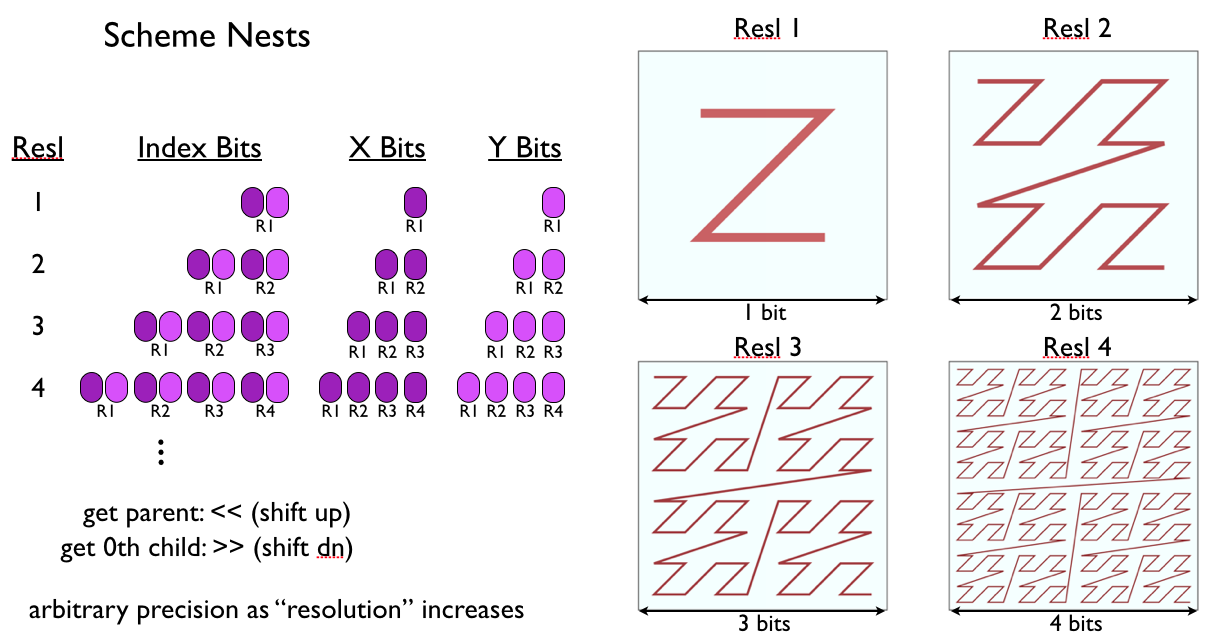 Scheme Nests
Resl Index Bits X Bits Y Bits
1
R1 R1 R1
2
R1 R2 R1 R2 R1 R2
3
R1 R2 R3 R1 R2 R3 R1 R2 R3
4
R1 R2 R3 R4 R1 R2 R3 R4 R1 R2 R3 R4
⋮
get parent: << (shift up)
get 0th child: >> (shift dn)
arbitrary precision as “resolution” increases
Resl 1
1 bit
Resl 2
2 bits
Resl 3
3 bits
Resl 4
4 bits